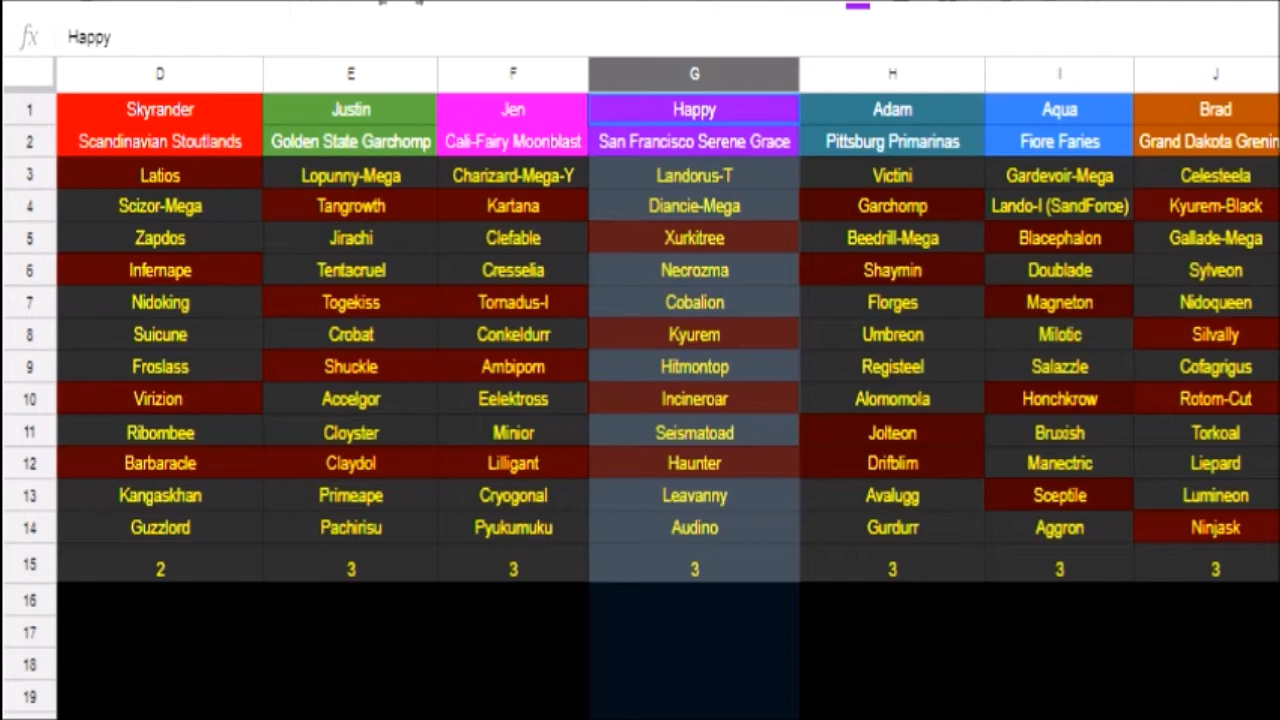 fx Happy
D E F G H I J
1 Skyrander Justin Jen Happy Adam Aqua Brad
2 Scandinavian Stoutlands Golden State Garchomp Cali-Fairy Moonblast San Francisco Serene Grace Pittsburg Primarinas Fiore Faries Grand Dakota Grenin
3 Latios Lopunny-Mega Charizard-Mega-Y Landorus-T Victini Gardevoir-Mega Celesteela
4 Scizor-Mega Tangrowth Kartana Diancie-Mega Garchomp Lando-I (SandForce) Kyurem-Black
5 Zapdos Jirachi Clefable Xurkitree Beedrill-Mega Blacephalon Gallade-Mega
6 Infernape Tentacruel Cresselia Necrozma Shaymin Doublade Sylveon
7 Nidoking Togekiss Tornadus-I Cobalion Florges Magneton Nidoqueen
8 Suicune Crobat Conkeldurr Kyurem Umbreon Milotic Silvally
9 Froslass Shuckle Ambipom Hitmontop Registeel Salazzle Cofagrigus
10 Virizion Accelgor Eelektross Incineroar Alomomola Honchkrow Rotom-Cut
11 Ribombee Cloyster Minior Seismatoad Jolteon Bruxish Torkoal
12 Barbaracle Claydol Lilligant Haunter Drifblim Manectric Liepard
13 Kangaskhan Primeape Cryogonal Leavanny Avalugg Sceptile Lumineon
14 Guzzlord Pachirisu Pyukumuku Audino Gurdurr Aggron Ninjask
15 2 3 3 3 3 3 3
16
17
18
19